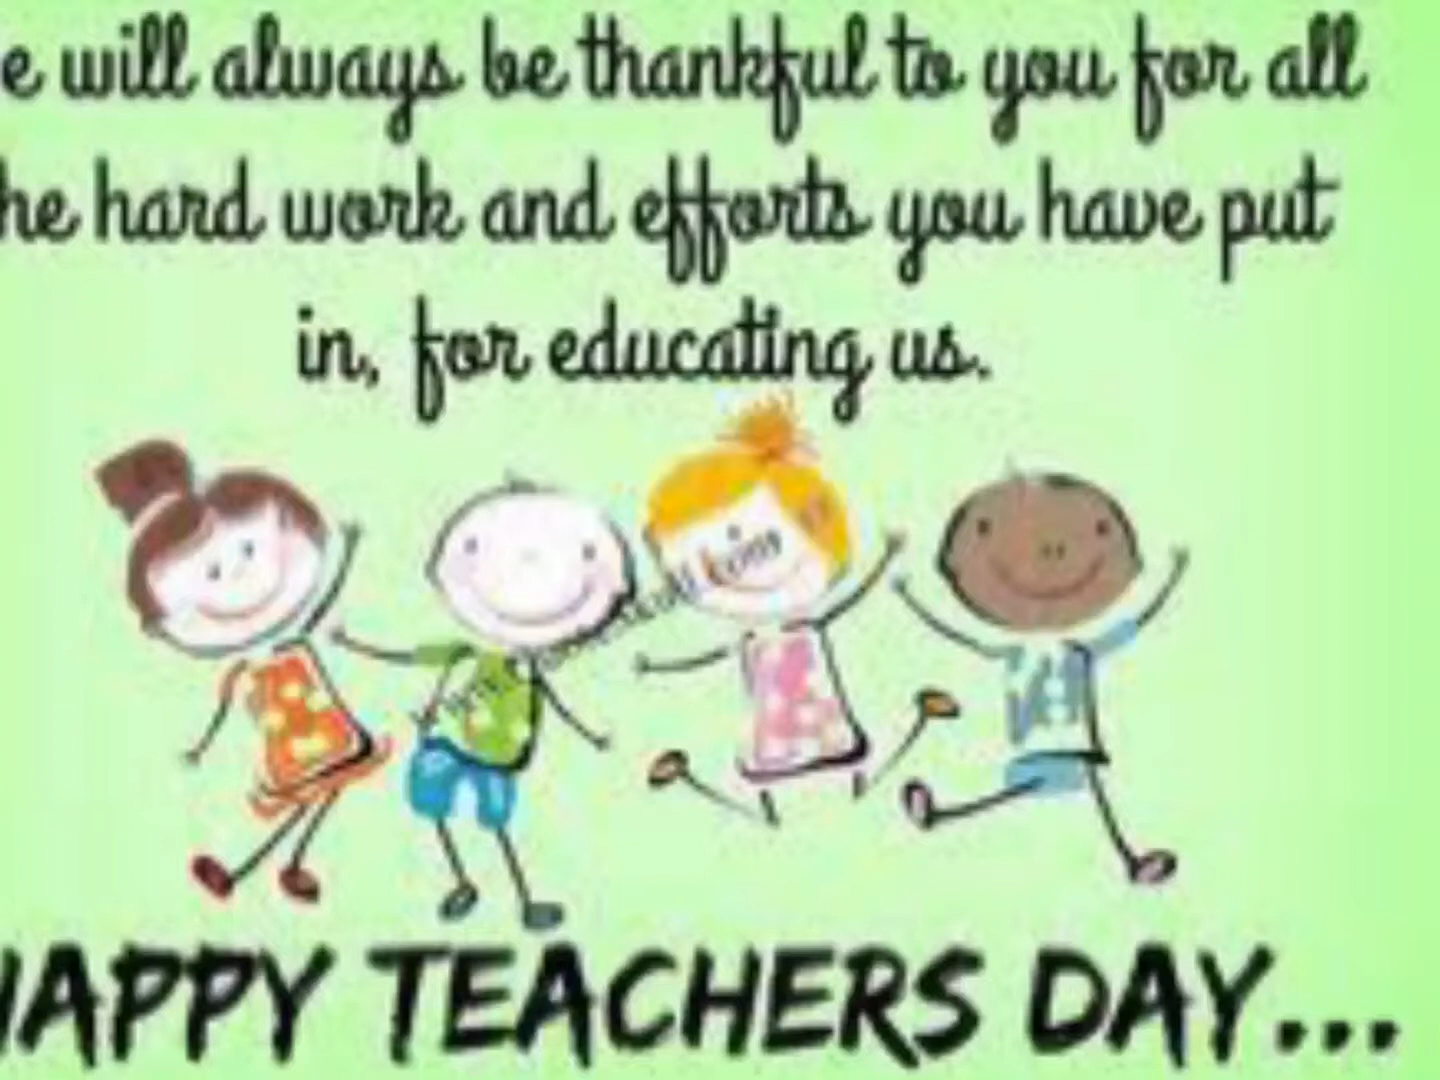 e will always be thankful to you for all
he hard work and efforts you have put
in, for educating us.
HAPPY TEACHERS DAY...